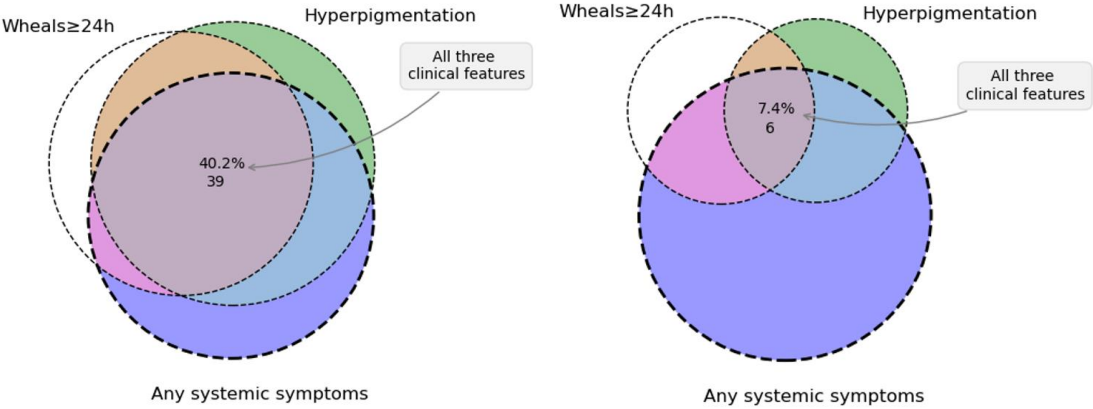 Wheals≥24h
Hyperpigmentation
All three
clinical features
40.2%
39
Any systemic symptoms
Wheals≥24h
Hyperpigmentation
All three
clinical features
7.4%
6
Any systemic symptoms